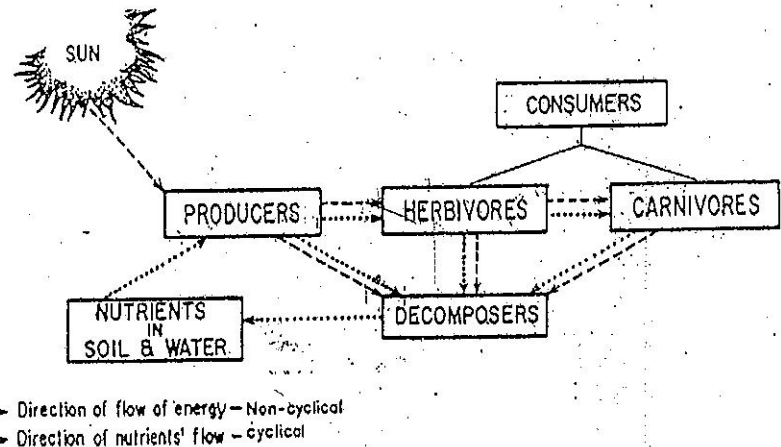 SUN
CONSUMERS
PRODUCERS
HERBIVORES
CARNIVORES
NUTRIENTS
IN
SOIL & WATER
DECOMPOSERS
Direction of flow of energy – Non-cyclical
Direction of nutrients' flow – cyclical